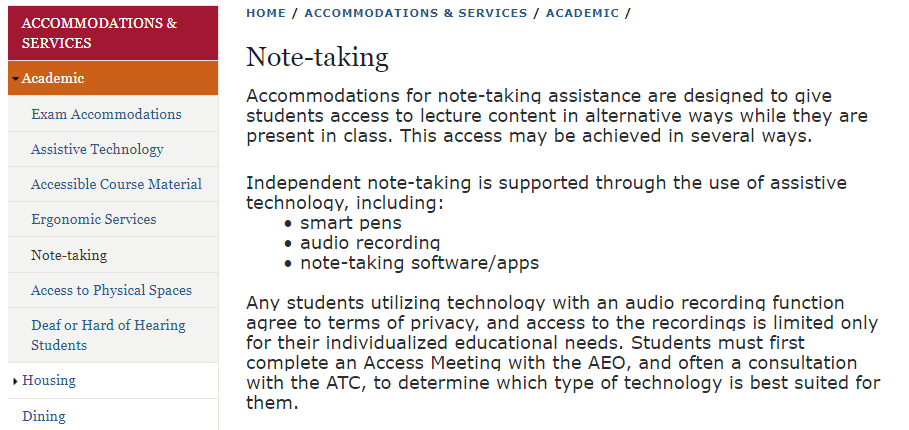 ACCOMMODATIONS &
SERVICES
Academic
Exam Accommodations
Assistive Technology
Accessible Course Material
Ergonomic Services
Note-taking
Access to Physical Spaces
Deaf or Hard of Hearing
Students
Housing
Dining
HOME / ACCOMMODATIONS & SERVICES / ACADEMIC /
Note-taking
Accommodations for note-taking assistance are designed to give
students access to lecture content in alternative ways while they are
present in class. This access may be achieved in several ways.
Independent note-taking is supported through the use of assistive
technology, including:
• smart pens
• audio recording
• note-taking software/apps
Any students utilizing technology with an audio recording function
agree to terms of privacy, and access to the recordings is limited only
for their individualized educational needs. Students must first
complete an Access Meeting with the AEO, and often a consultation
with the ATC, to determine which type of technology is best suited for
them.